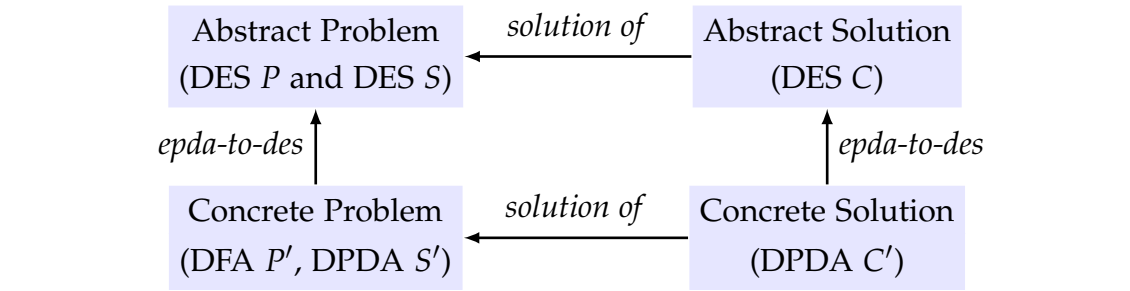 Abstract Problem
(DES P and DES S)
solution of
Abstract Solution
(DES C)
epda-to-des
epda-to-des
Concrete Problem
(DFA P′, DPDA S′)
solution of
Concrete Solution
(DPDA C′)